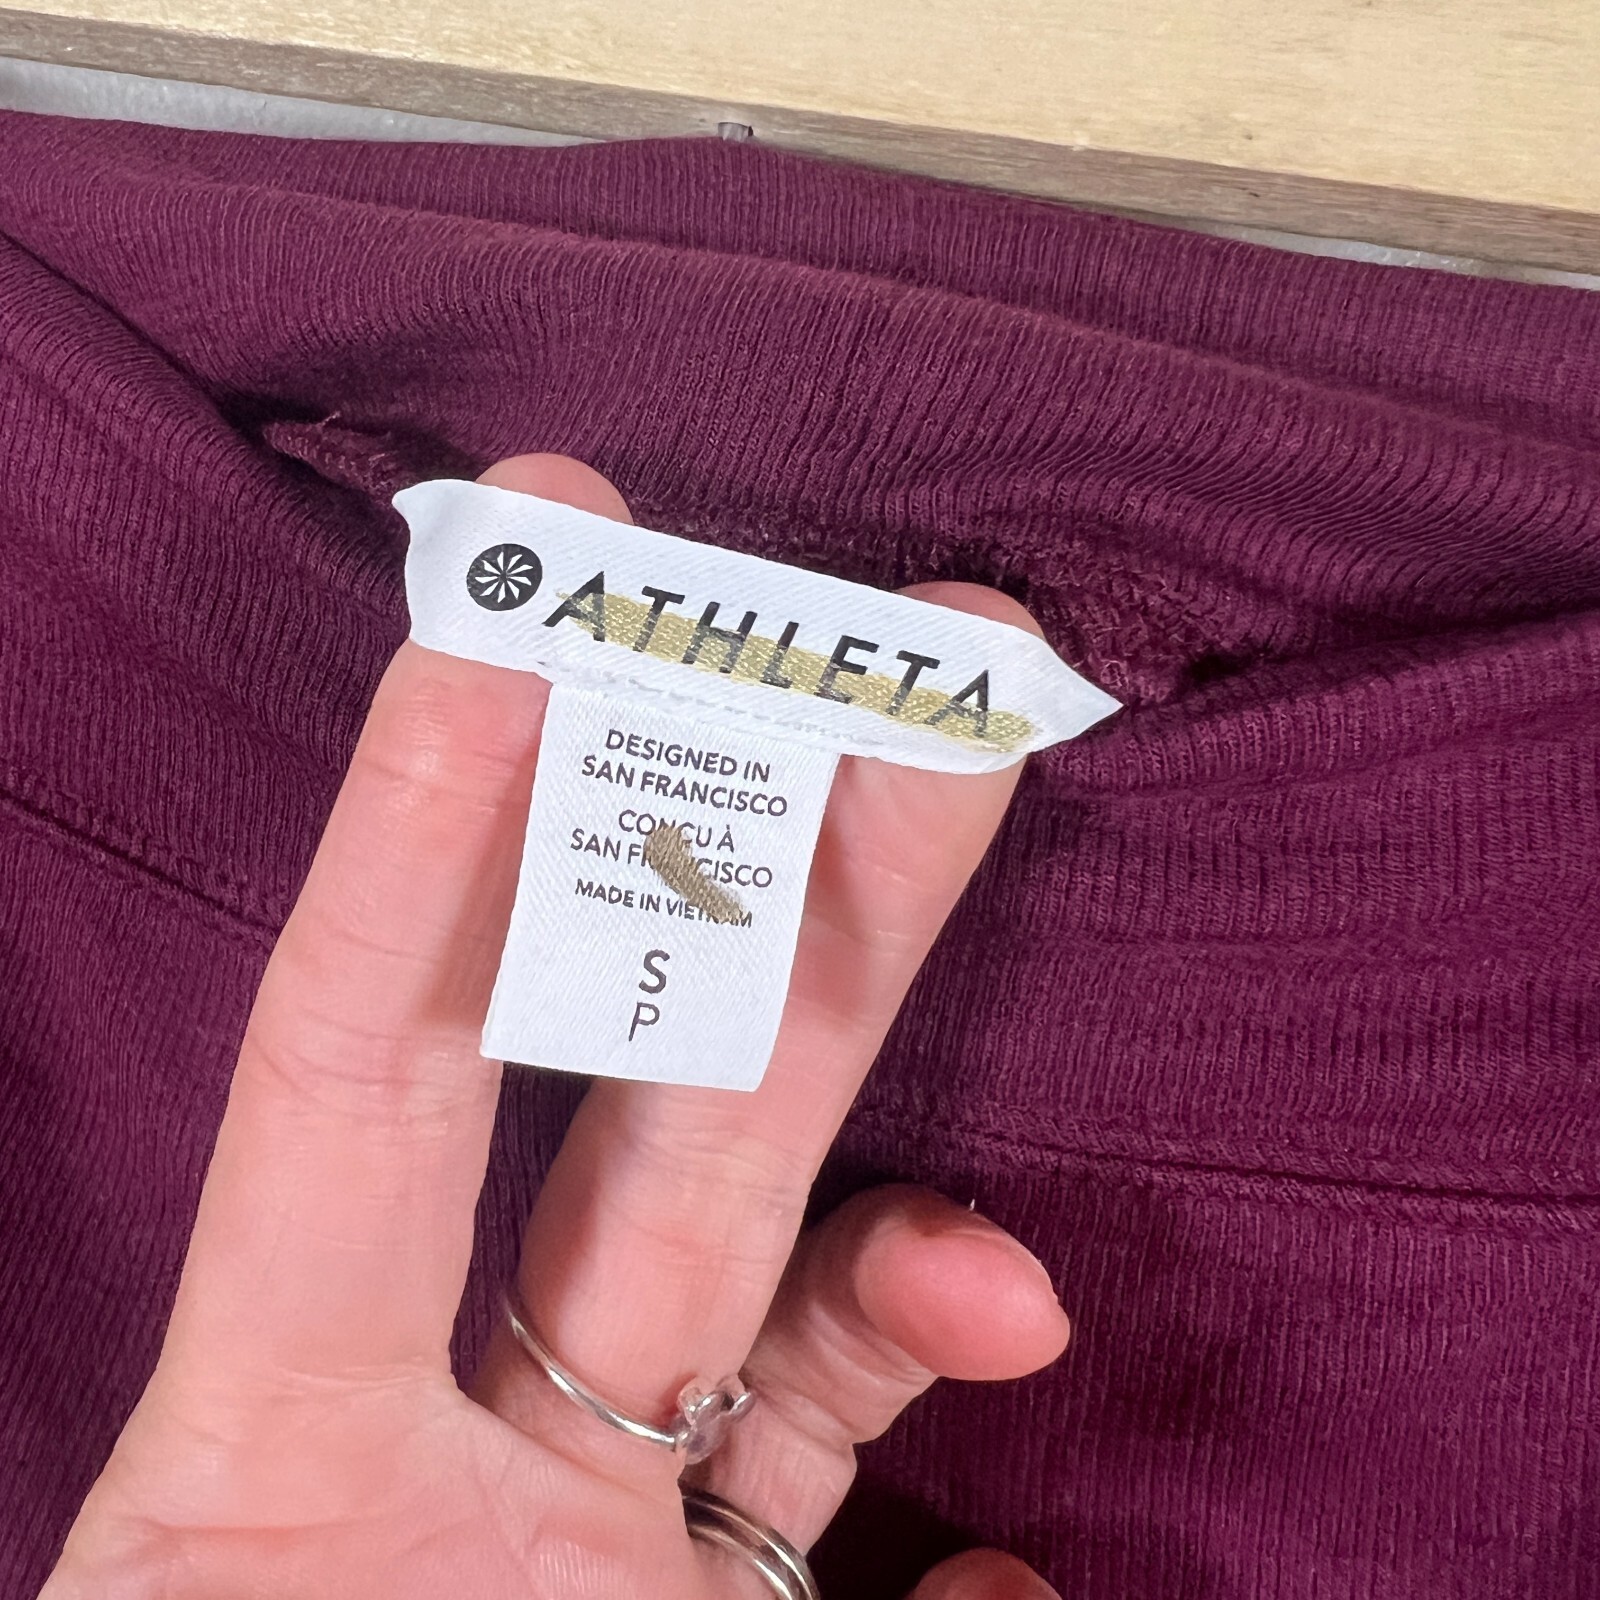 ATHLETA
DESIGNED IN
SAN FRANCISCO
CONÇU À
SAN FRANCISCO
MADE IN VIETNAM
S
P